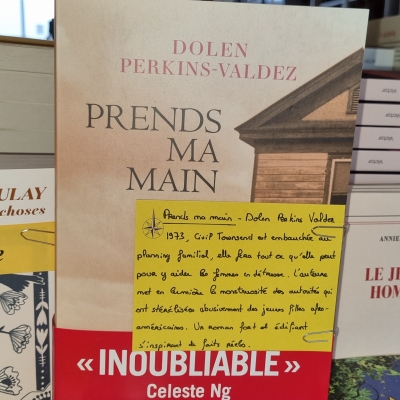 DOLEN
PERKINS-VALDEZ
PRENDS
MA
MAIN
Prends ma main - Dolen Perkins Valdez
1973, Civil Townsend est embauchée au
planning familial, elle fera tout ce qu'elle peut
pour y aider les femmes en détresse. L'auteure
met en lumière la monstruosité des autorités qui
ont stérélisées abusivement des jeunes filles afro-
américaines. Un roman fort et édifiant
s'inspirant de faits réels.
« INOUBLIABLE »
Celeste Ng
ULAY
choses
ANNIE
LE J
HOM